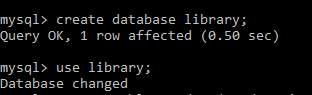 mysql> create database library;
Query OK, 1 row affected (0.50 sec)
mysql> use library;
Database changed